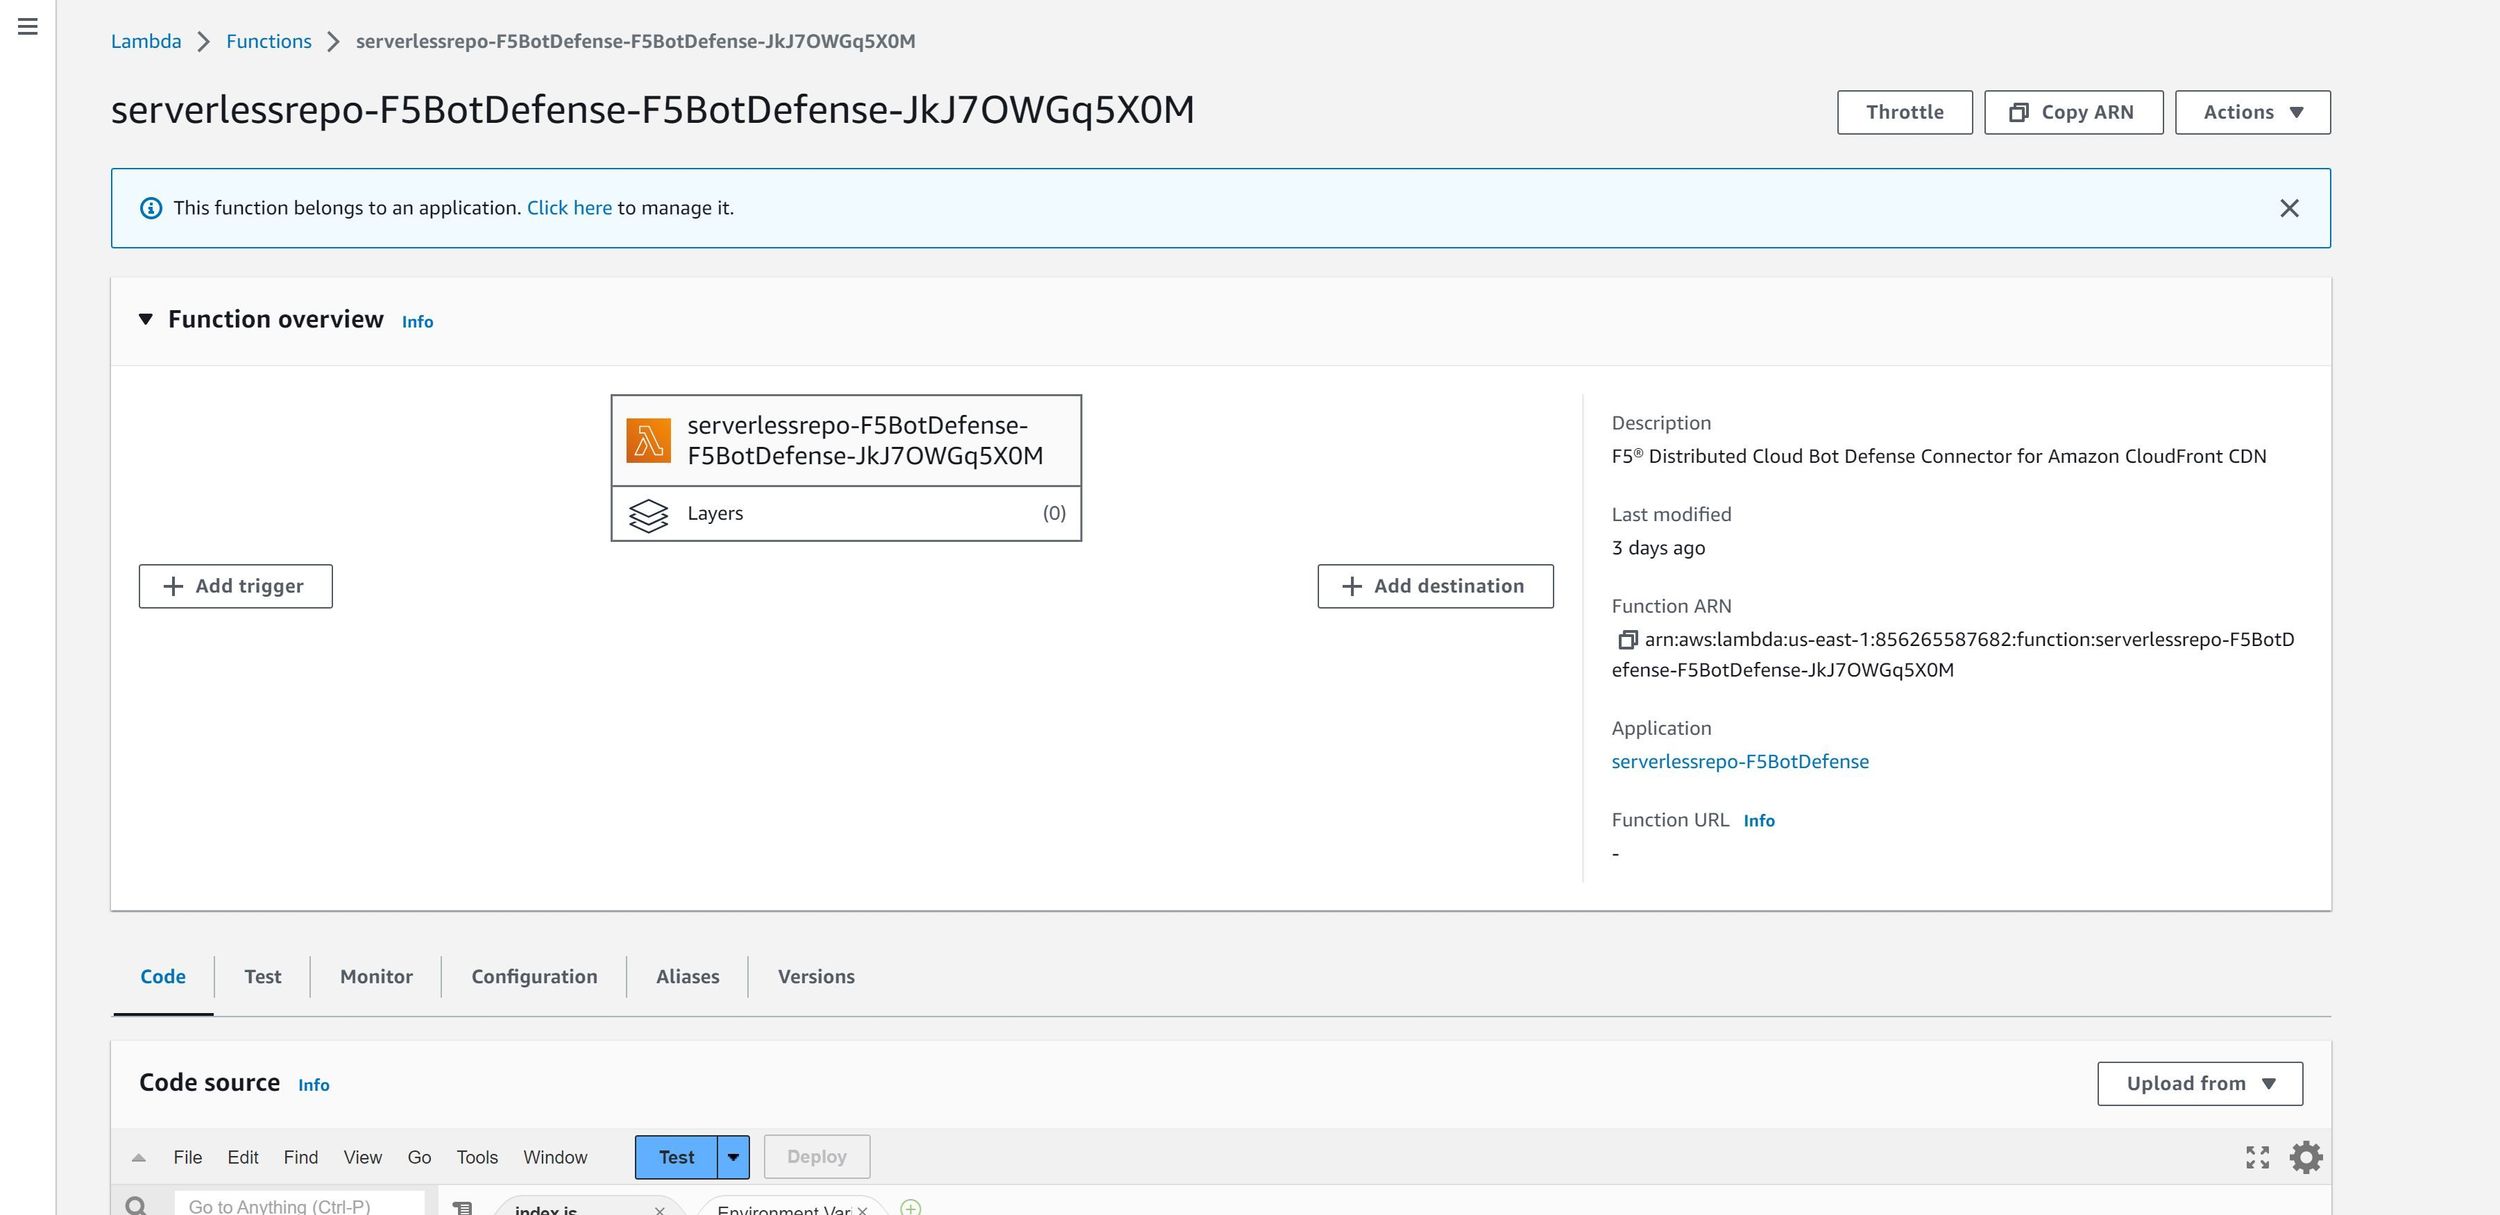 Lambda > Functions > serverlessrepo-F5BotDefense-F5BotDefense-JkJ7OWGq5X0M
serverlessrepo-F5BotDefense-F5BotDefense-JkJ7OWGq5X0M
Throttle
Copy ARN
Actions
This function belongs to an application. Click here to manage it.
Function overview Info
serverlessrepo-F5BotDefense-
F5BotDefense-JkJ7OWGq5X0M
Layers (0)
Add trigger
Add destination
Description
F5® Distributed Cloud Bot Defense Connector for Amazon CloudFront CDN
Last modified
3 days ago
Function ARN
arn:aws:lambda:us-east-1:856265587682:function:serverlessrepo-F5BotD
efense-F5BotDefense-JkJ7OWGq5X0M
Application
serverlessrepo-F5BotDefense
Function URL Info
-
Code
Test
Monitor
Configuration
Aliases
Versions
Code source Info
Upload from
File Edit Find View Go Tools Window
Test
Deploy
Go to Anything (Ctrl-P)
index.js
Environment Vari